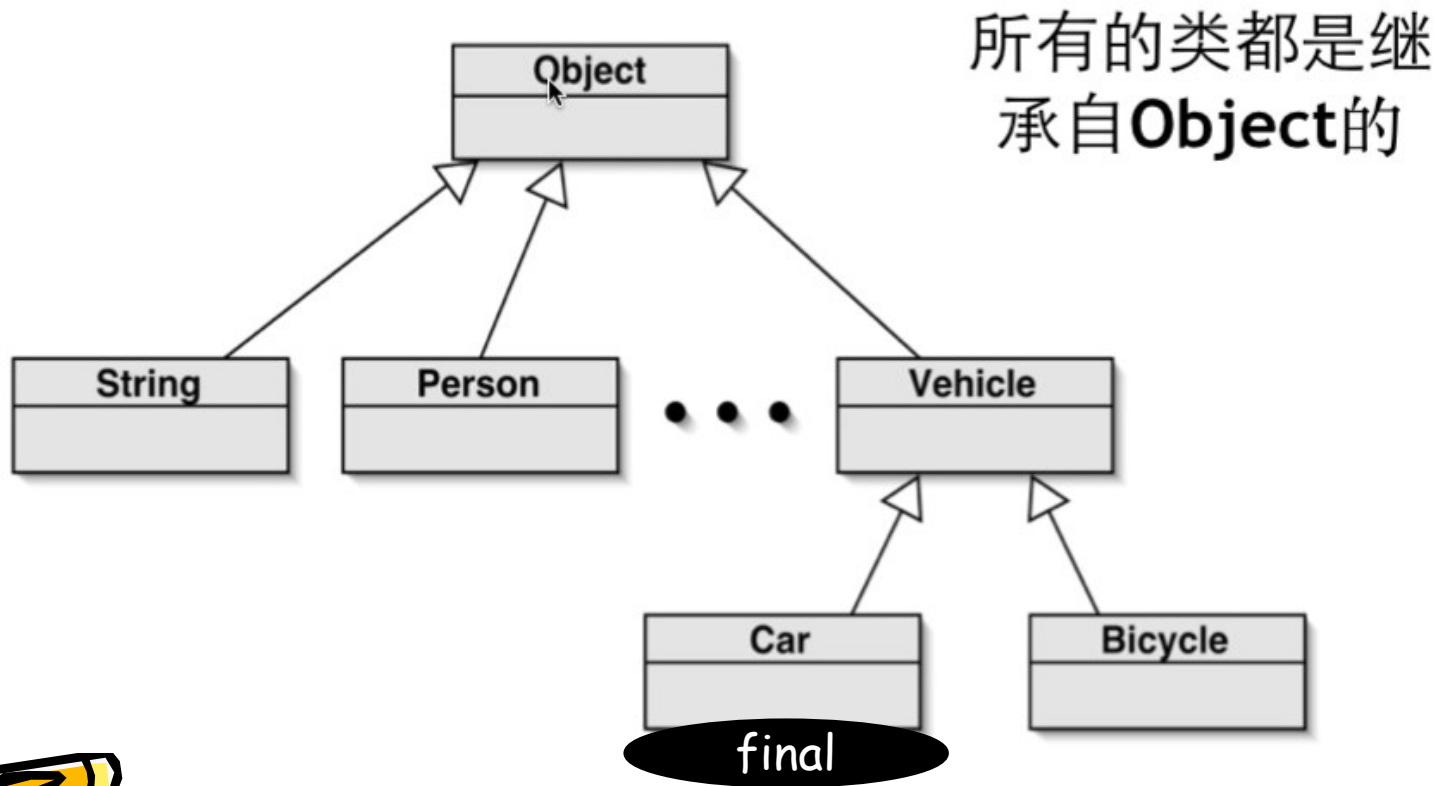 所有的类都是继
承自Object的
Object
String
Person
Vehicle
Car
Bicycle
final